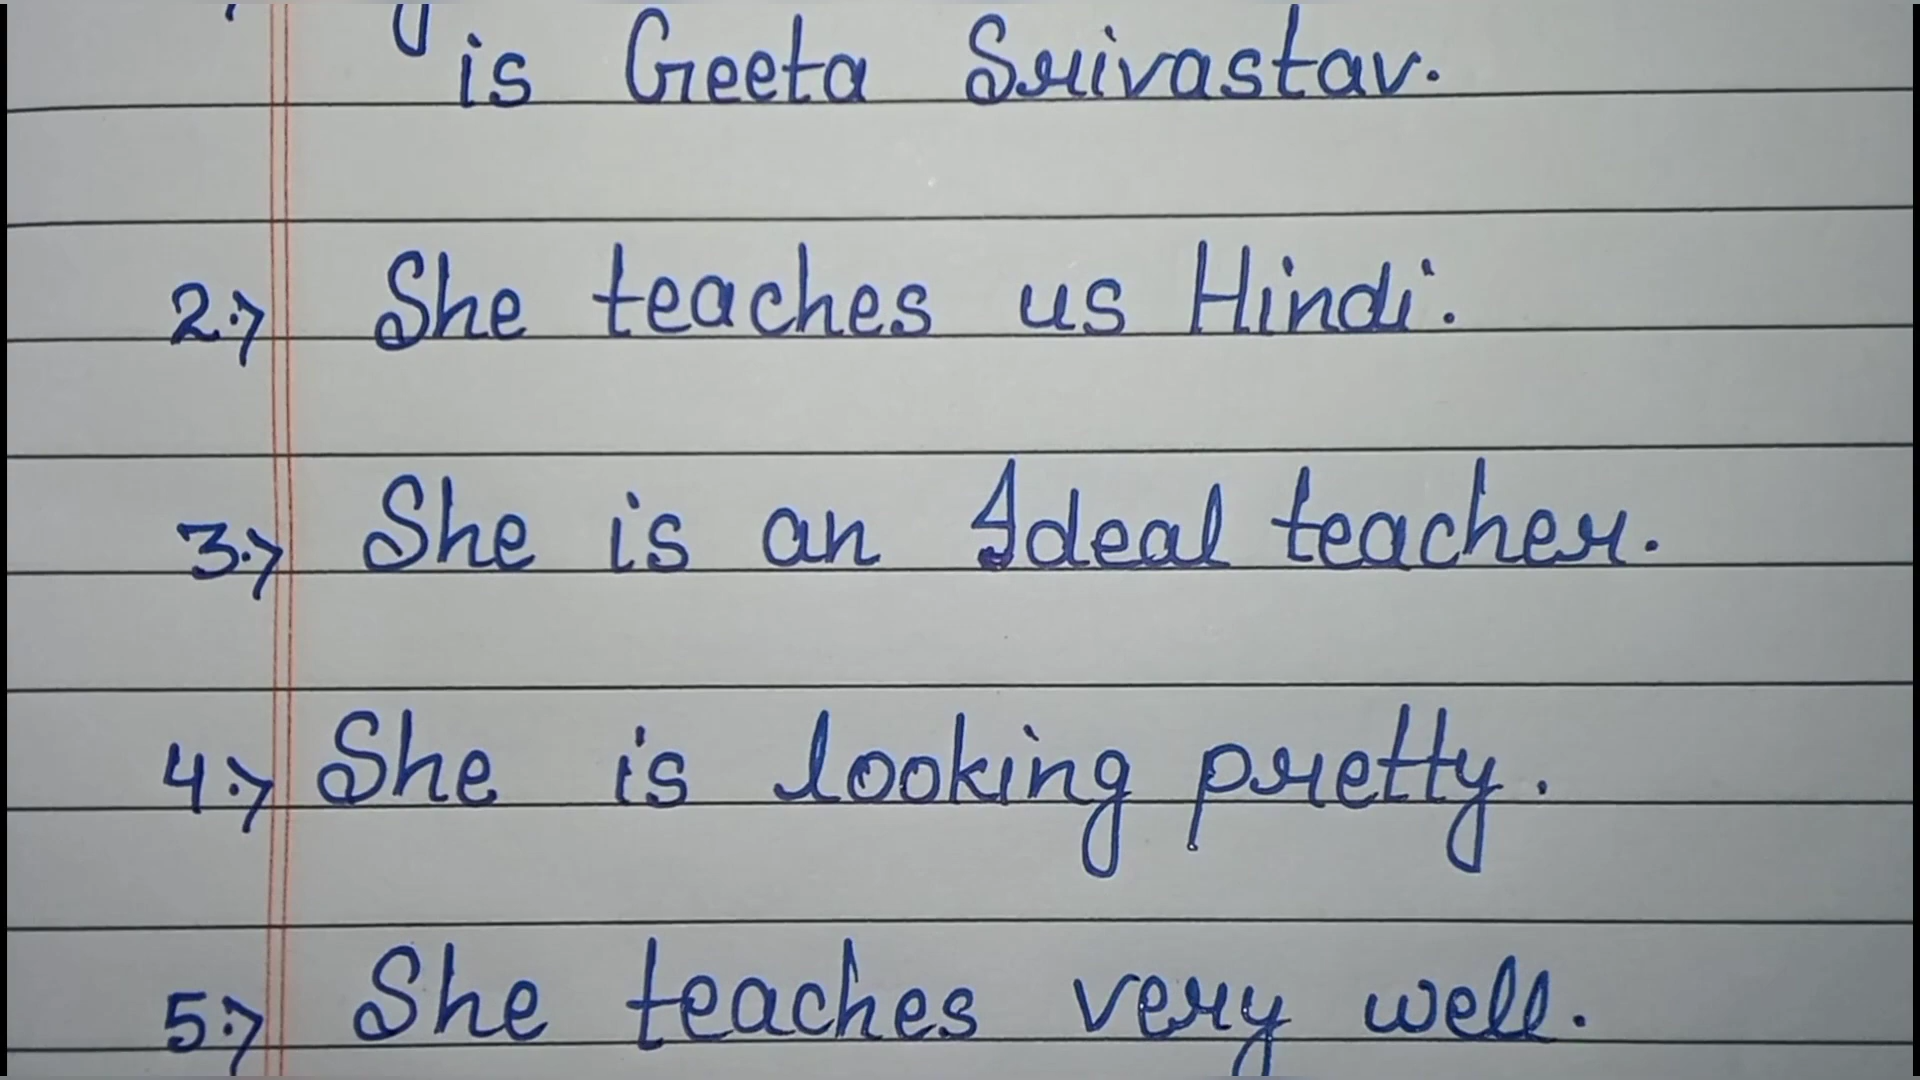 is Geeta Srivastav.
2:> She teaches us Hindi.
3:> She is an Ideal teacher.
4:> She is looking pretty.
5:> She teaches very well.